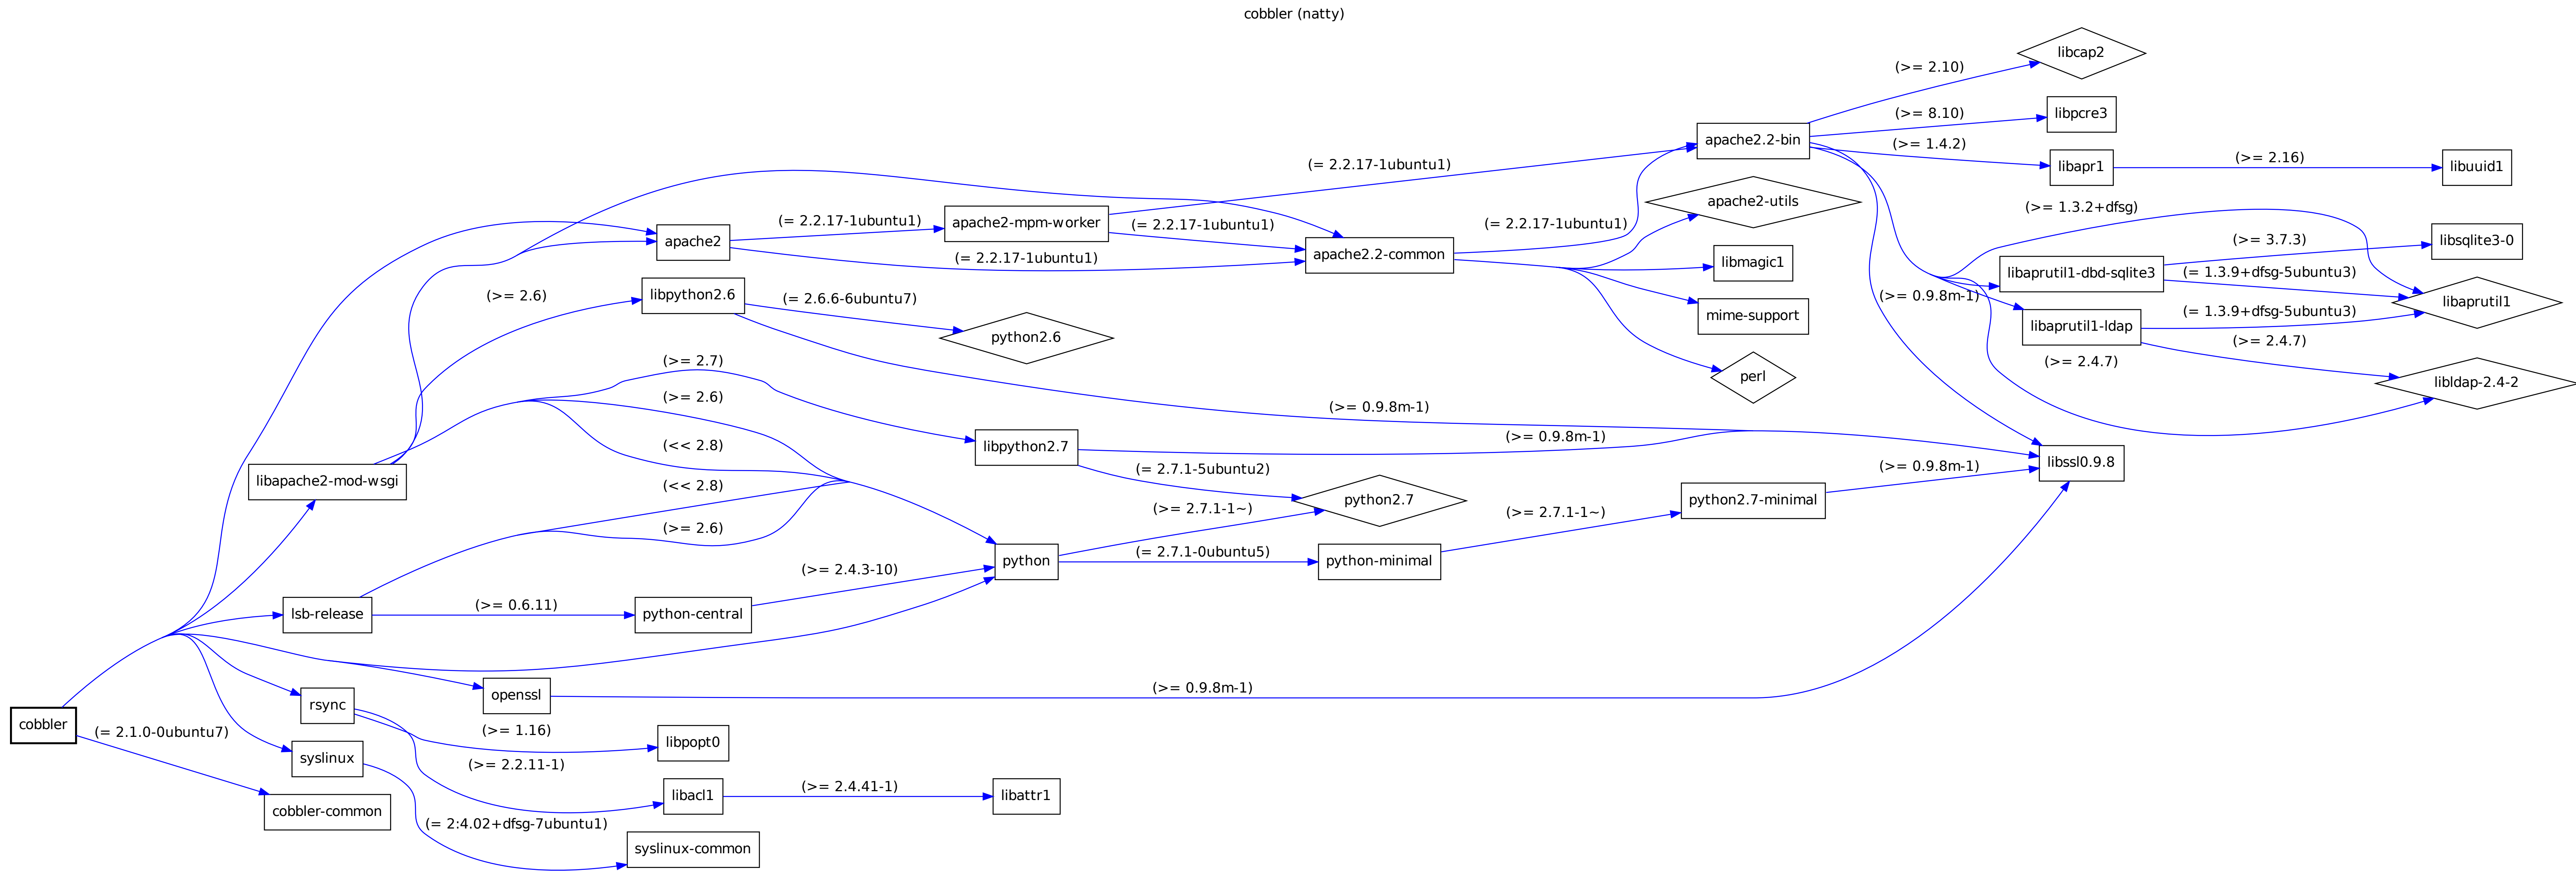 cobbler (natty)
libcap2
(>= 2.10)
(>= 8.10)
libpcre3
apache2.2-bin
(>= 1.4.2)
libapr1
(>= 2.16)
libuuid1
(= 2.2.17-1ubuntu1)
apache2-utils
(>= 1.3.2+dfsg)
(= 2.2.17-1ubuntu1)
apache2-mpm-worker
(= 2.2.17-1ubuntu1)
(= 2.2.17-1ubuntu1)
apache2
(= 2.2.17-1ubuntu1)
apache2.2-common
(>= 3.7.3)
libsqlite3-0
libmagic1
libaprutil1-dbd-sqlite3
(= 1.3.9+dfsg-5ubuntu3)
(>= 2.6)
libpython2.6
(= 2.6.6-6ubuntu7)
(>= 0.9.8m-1)
libaprutil1
mime-support
(= 1.3.9+dfsg-5ubuntu3)
libaprutil1-ldap
python2.6
(>= 2.4.7)
(>= 2.7)
(>= 2.4.7)
perl
libldap-2.4-2
(>= 2.6)
(>= 0.9.8m-1)
(<< 2.8)
libpython2.7
(>= 0.9.8m-1)
libssl0.9.8
(= 2.7.1-5ubuntu2)
(>= 0.9.8m-1)
libapache2-mod-wsgi
(<< 2.8)
python2.7
python2.7-minimal
(>= 2.7.1-1~)
(>= 2.7.1-1~)
(>= 2.6)
python
(= 2.7.1-0ubuntu5)
python-minimal
(>= 2.4.3-10)
lsb-release
(>= 0.6.11)
python-central
openssl
(>= 0.9.8m-1)
rsync
cobbler
(= 2.1.0-0ubuntu7)
(>= 1.16)
libpopt0
syslinux
(>= 2.2.11-1)
libacl1
(>= 2.4.41-1)
libattr1
cobbler-common
(= 2:4.02+dfsg-7ubuntu1)
syslinux-common